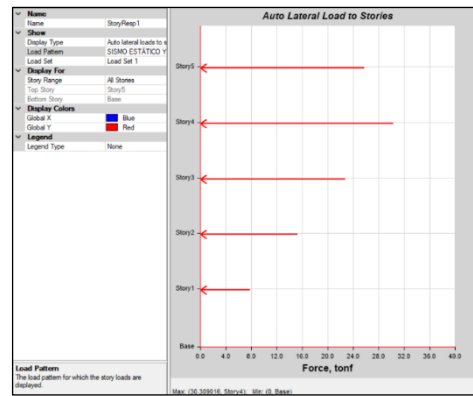 Name
Name StoryResp1
Show
Display Type Auto lateral loads to s
Load Pattern SISMO ESTÁTICO Y
Load Set Load Set 1
Display For
Story Range All Stories
Top Story Story5
Bottom Story Base
Display Colors
Global X Blue
Global Y Red
Legend
Legend Type None
Load Pattern
The load pattern for which the story loads are
displayed.
Auto Lateral Load to Stories
Story5
Story4
Story3
Story2
Story1
Base
0.0 4.0 8.0 12.0 16.0 20.0 24.0 28.0 32.0 36.0 40.0
Force, tonf
Max: (30.309016, Story4); Min: (0, Base)